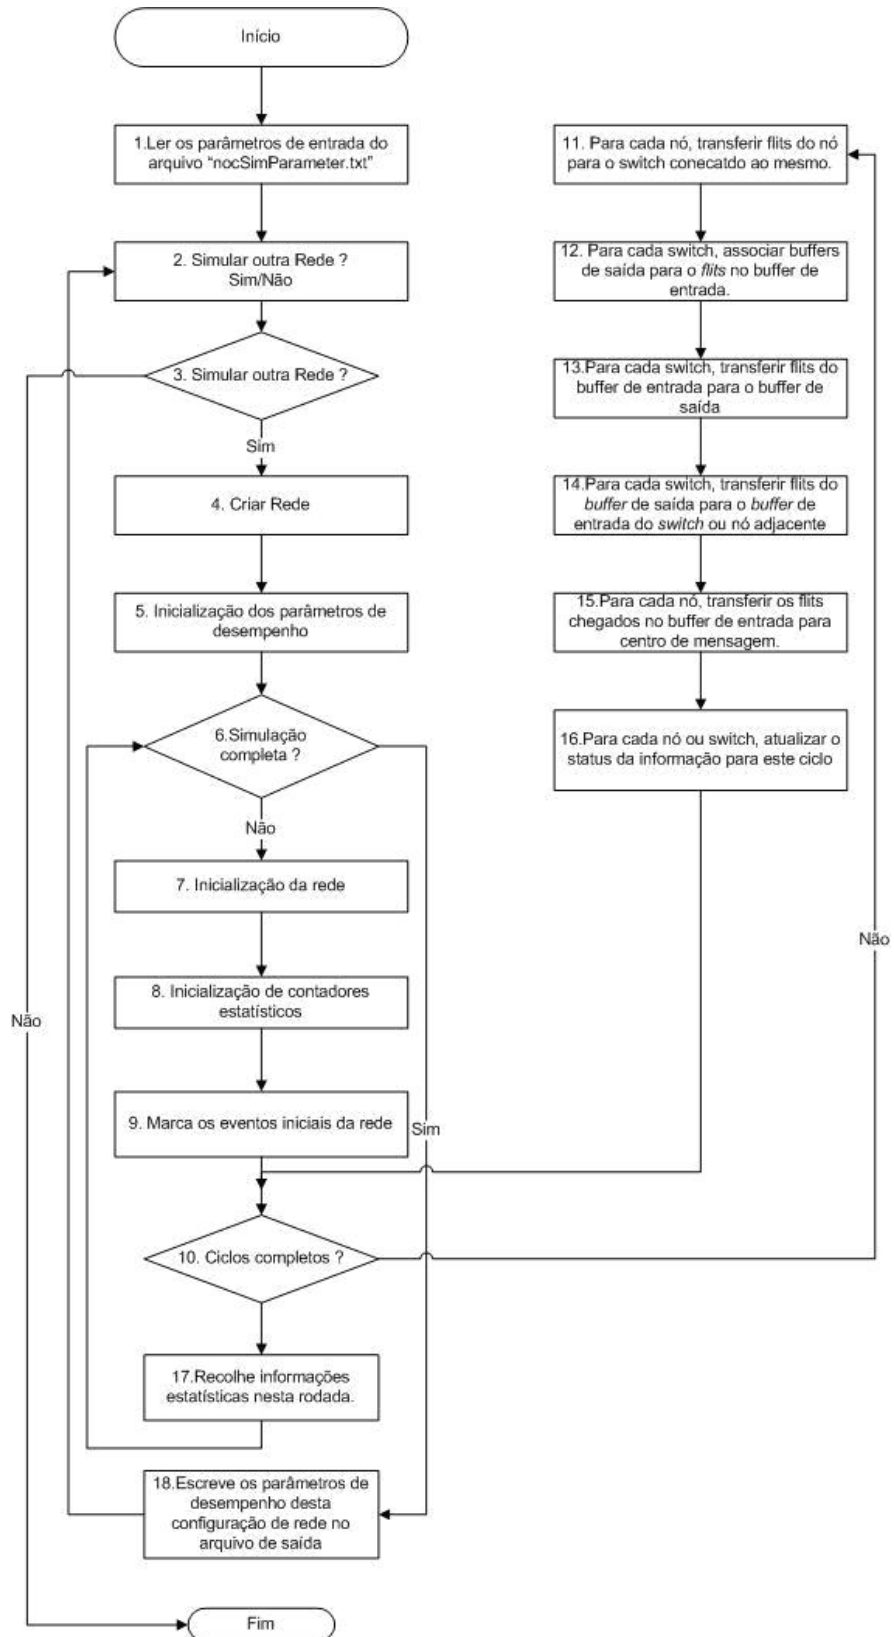 Início
1.Ler os parâmetros de entrada do
arquivo “nocSimParameter.txt”
2. Simular outra Rede ?
Sim/Não
3. Simular outra Rede ?
Sim
4. Criar Rede
5. Inicialização dos parâmetros de
desempenho
6.Simulação
completa ?
Não
7. Inicialização da rede
8. Inicialização de contadores
estatísticos
Não
9. Marca os eventos iniciais da rede
Sim
10. Ciclos completos ?
Não
11. Para cada nó, transferir flits do nó
para o switch conecatdo ao mesmo.
12. Para cada switch, associar buffers
de saída para o flits no buffer de
entrada.
13.Para cada switch, transferir flits do
buffer de entrada para o buffer de
saída
14.Para cada switch, transferir flits do
buffer de saída para o buffer de
entrada do switch ou nó adjacente
15.Para cada nó, transferir os flits
chegados no buffer de entrada para
centro de mensagem.
16.Para cada nó ou switch, atualizar o
status da informação para este ciclo
17.Recolhe informações
estatísticas nesta rodada.
18.Escreve os parâmetros de
desempenho desta
configuração de rede no
arquivo de saída
Fim